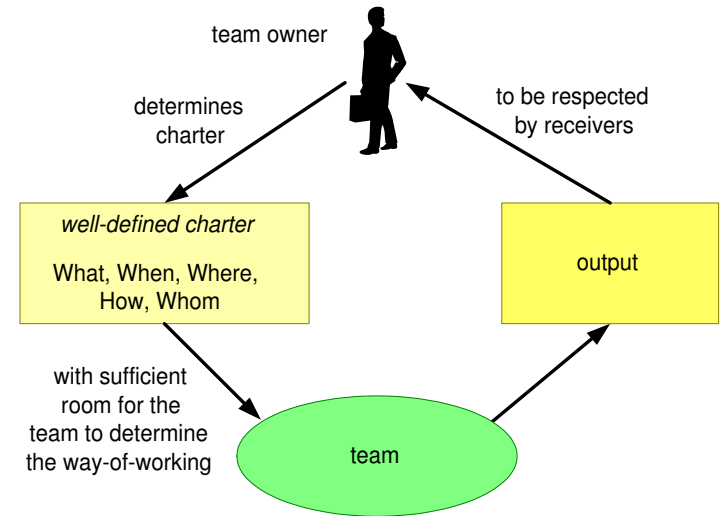 team owner
determines
charter
to be respected
by receivers
well-defined charter
What, When, Where,
How, Whom
output
with sufficient
room for the
team to determine
the way-of-working
team